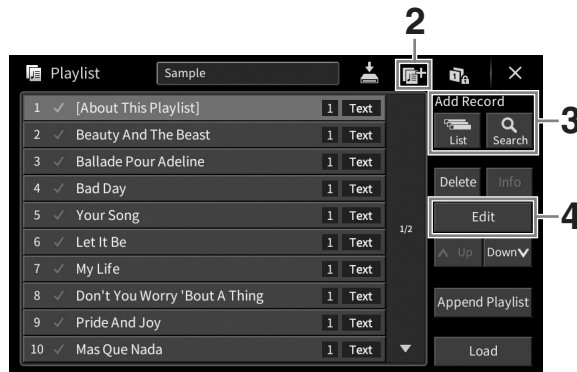 2
Playlist Sample
Add Record
3
List Search
1 [About This Playlist] 1 Text
2 Beauty And The Beast 1 Text
3 Ballade Pour Adeline 1 Text
4 Bad Day 1 Text
5 Your Song 1 Text
6 Let It Be 1 Text
7 My Life 1 Text
8 Don't You Worry 'Bout A Thing 1 Text
9 Pride And Joy 1 Text
10 Mas Que Nada 1 Text
1/2
Delete Info
Edit
4
Up Down
Append Playlist
Load